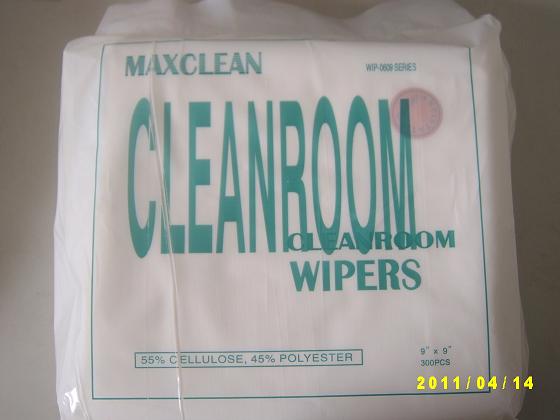 MAXCLEAN
WIP-0609 SERIES
CLEANROOM
CLEANROOM
WIPERS
55% CELLULOSE, 45% POLYESTER
9" x 9"
300PCS
2011/04/14